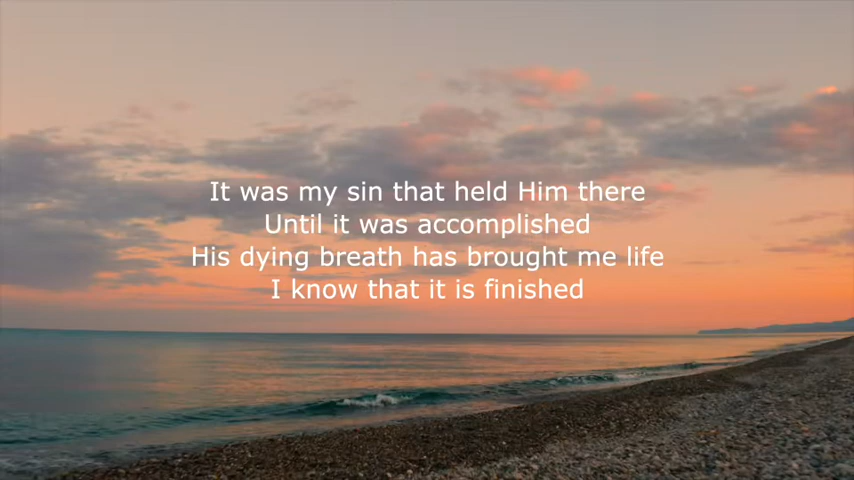 It was my sin that held Him there
Until it was accomplished
His dying breath has brought me life
I know that it is finished